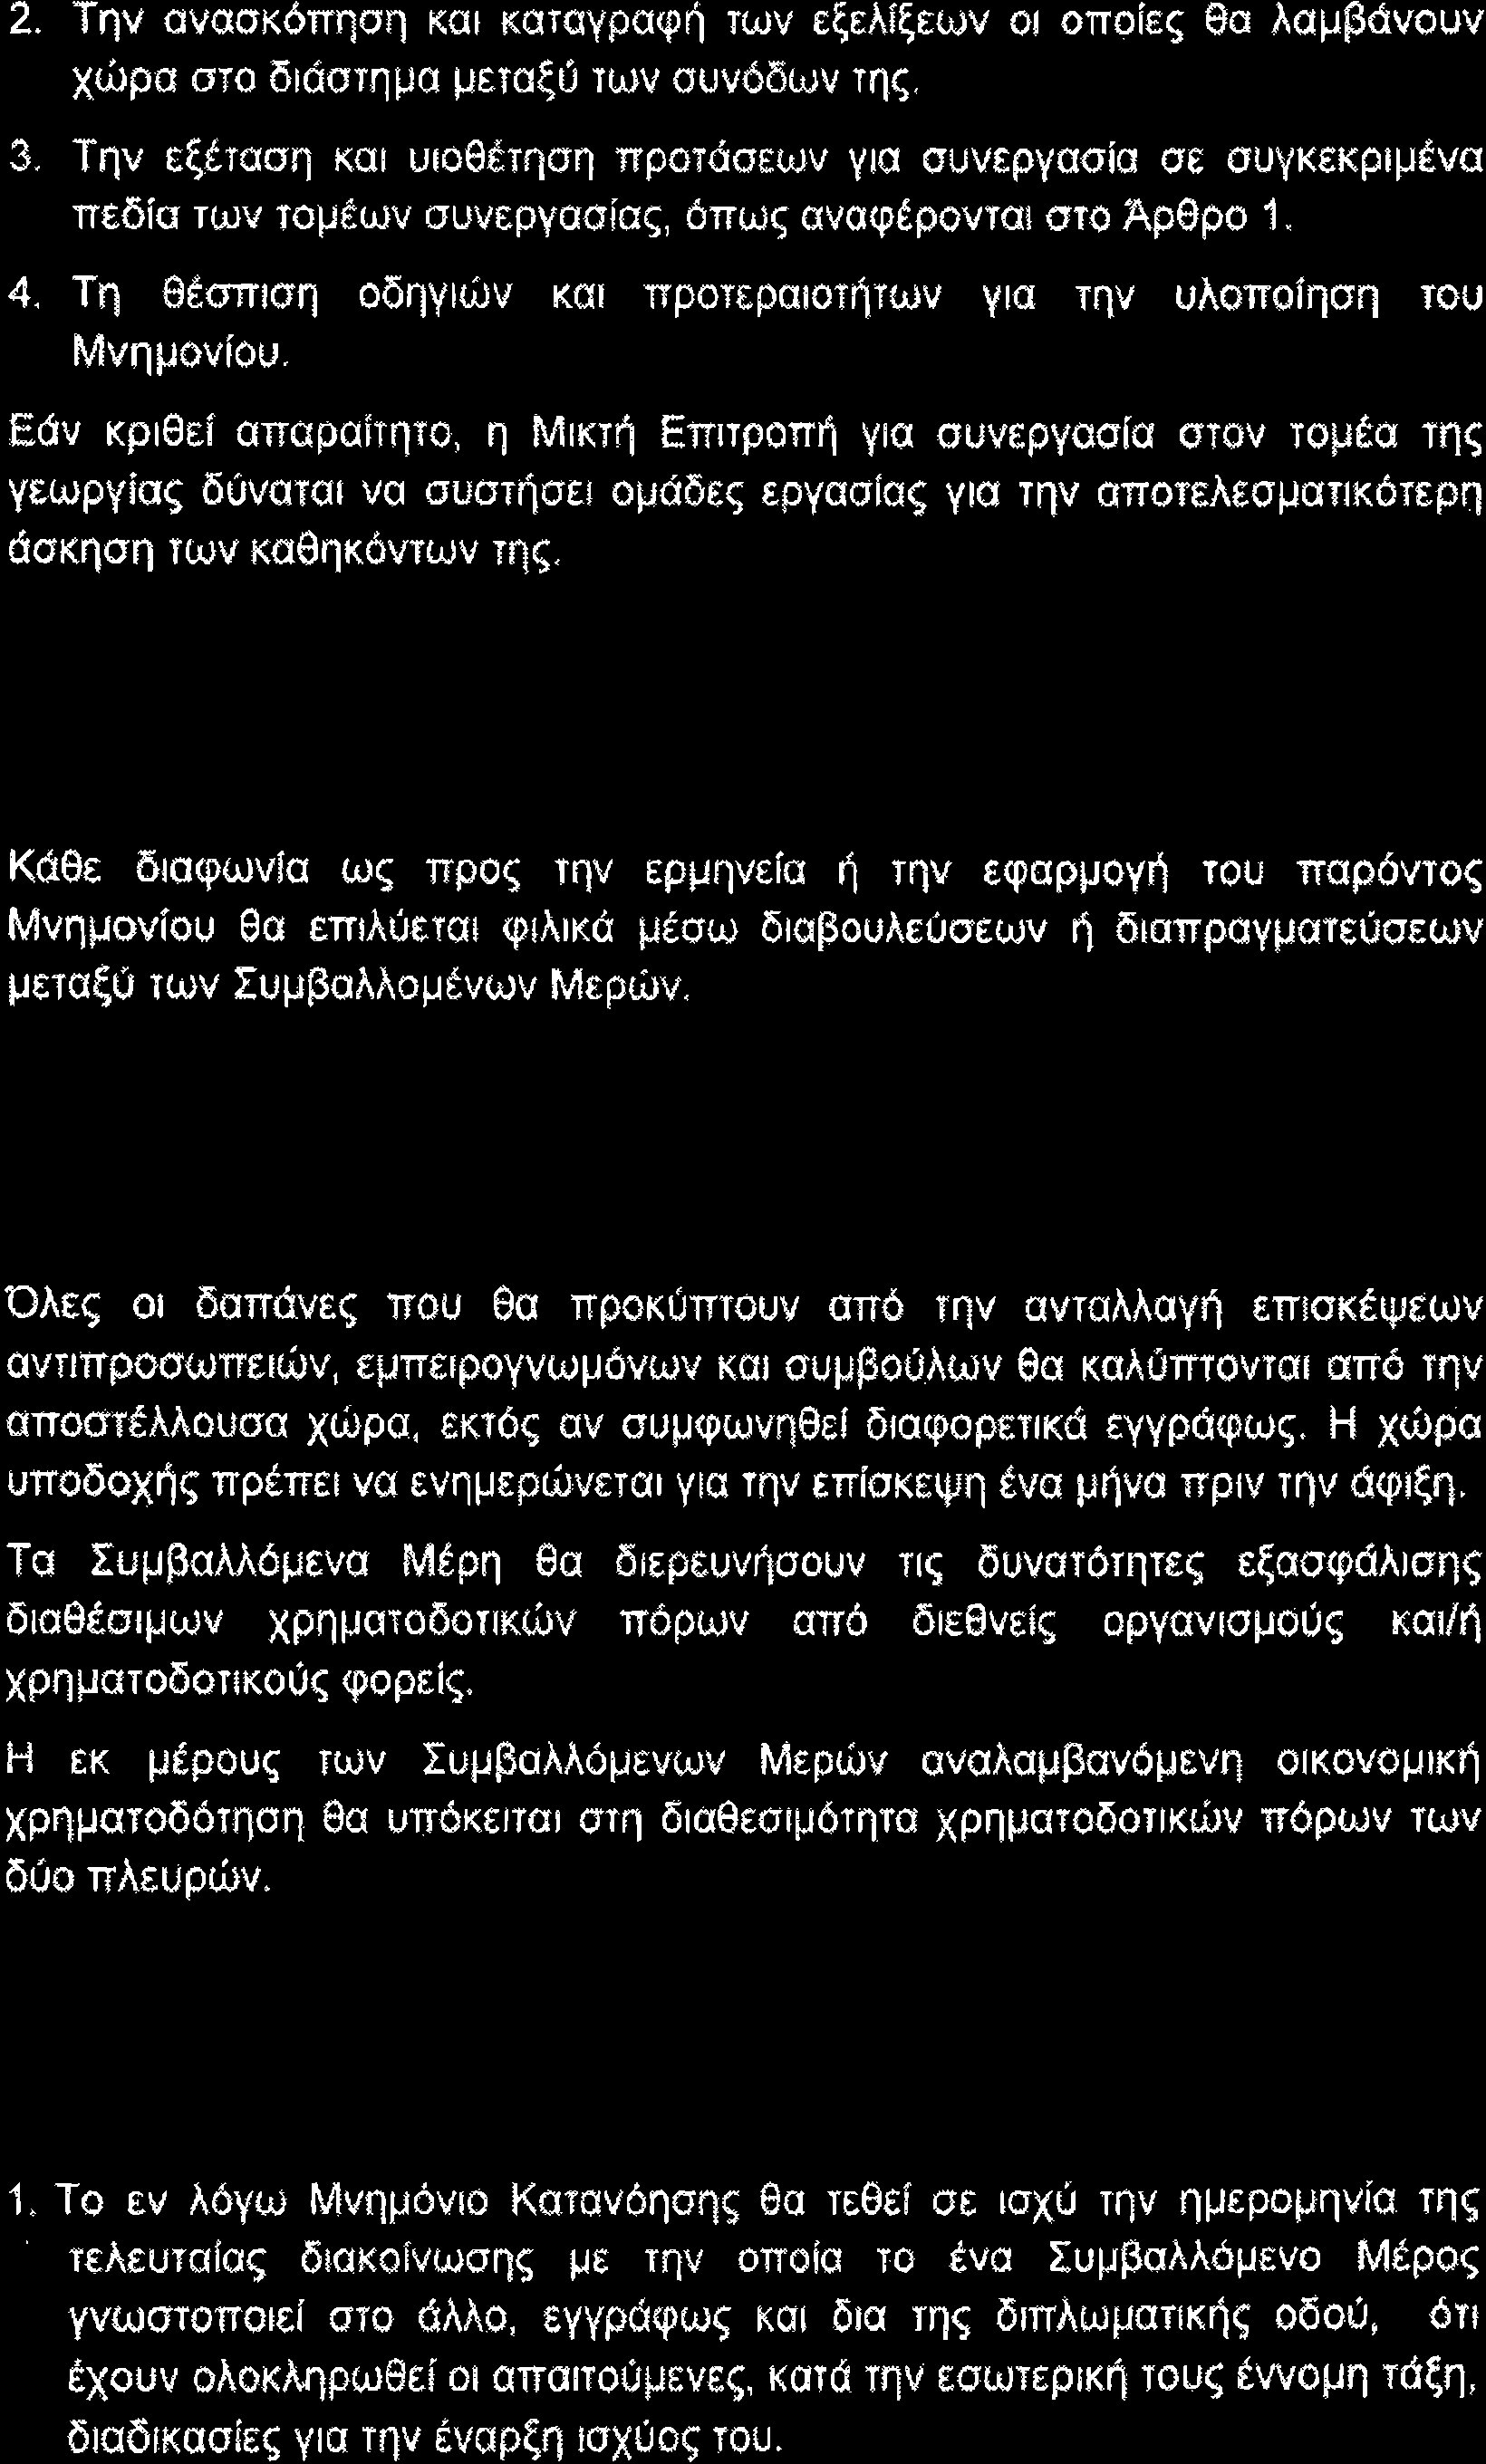 2. Την ανασκόπηση και καταγραφή των εξελίξεων οι οποίες θα λαμβάνουν
χώρα στο διάστημα μεταξύ των συνόδων της.
3. Την εξέταση και υιοθέτηση προτάσεων για συνεργασία σε συγκεκριμένα
πεδία των τομέων συνεργασίας, όπως αναφέρονται στο Άρθρο 1.
4. Τη θέσπιση οδηγιών και προτεραιοτήτων για την υλοποίηση του
Μνημονίου.
Εάν κριθεί απαραίτητο, η Μικτή Επιτροπή για συνεργασία στον τομέα της
γεωργίας δύναται να συστήσει ομάδες εργασίας για την αποτελεσματικότερη
άσκηση των καθηκόντων της.
Κάθε διαφωνία ως προς την ερμηνεία ή την εφαρμογή του παρόντος
Μνημονίου θα επιλύεται φιλικά μέσω διαβουλεύσεων ή διαπραγματεύσεων
μεταξύ των Συμβαλλομένων Μερών.
Όλες οι δαπάνες που θα προκύπτουν από την ανταλλαγή επισκέψεων
αντιπροσωπειών, εμπειρογνωμόνων και συμβούλων θα καλύπτονται από την
αποστέλλουσα χώρα, εκτός αν συμφωνηθεί διαφορετικά εγγράφως. Η χώρα
υποδοχής πρέπει να ενημερώνεται για την επίσκεψη ένα μήνα πριν την άφιξη.
Τα Συμβαλλόμενα Μέρη θα διερευνήσουν τις δυνατότητες εξασφάλισης
διαθέσιμων χρηματοδοτικών πόρων από διεθνείς οργανισμούς και/ή
χρηματοδοτικούς φορείς.
Η εκ μέρους των Συμβαλλόμενων Μερών αναλαμβανόμενη οικονομική
χρηματοδότηση θα υπόκειται στη διαθεσιμότητα χρηματοδοτικών πόρων των
δύο πλευρών.
1. Το εν λόγω Μνημόνιο Κατανόησης θα τεθεί σε ισχύ την ημερομηνία της
τελευταίας διακοίνωσης με την οποία το ένα Συμβαλλόμενο Μέρος
γνωστοποιεί στο άλλο, εγγράφως και δια της διπλωματικής οδού, ότι
έχουν ολοκληρωθεί οι απαιτούμενες, κατά την εσωτερική τους έννομη τάξη,
διαδικασίες για την έναρξη ισχύος του.